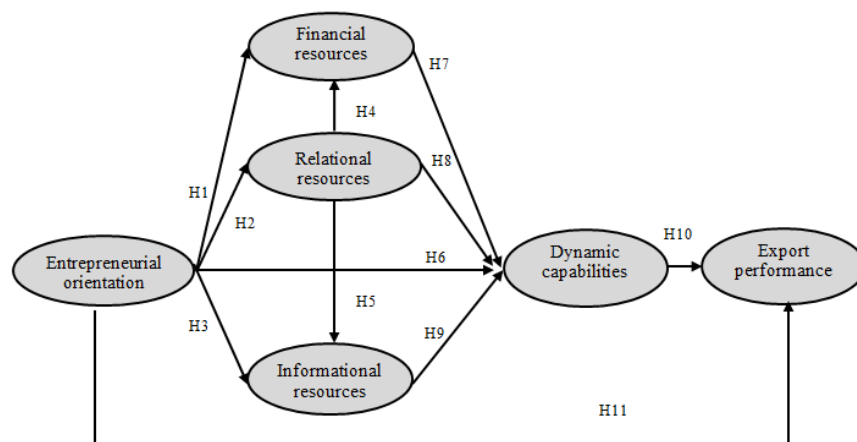 Financial
resources
H7
H4
Relational
resources
H8
H1
H2
H10
Entrepreneurial
orientation
H6
Dynamic
capabilities
Export
performance
H3
H5
H9
Informational
resources
H11